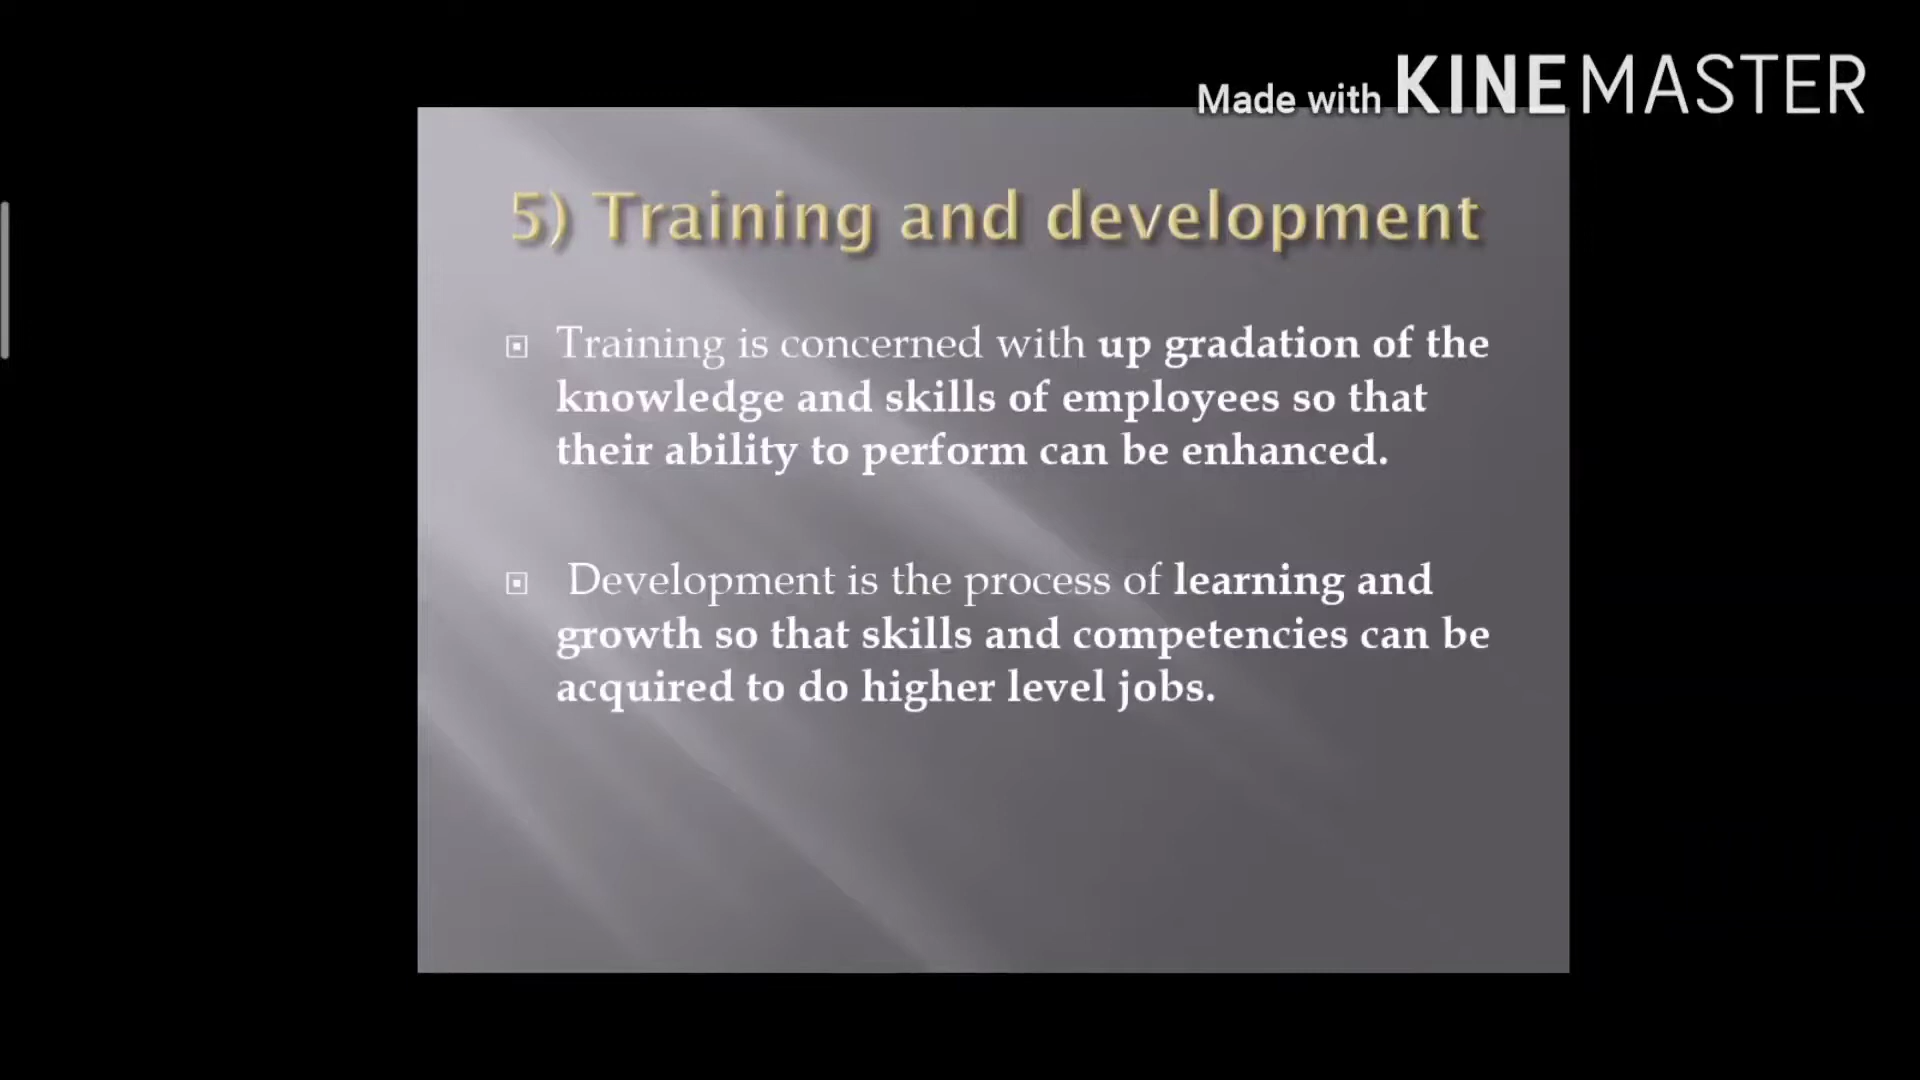 Made with KINEMASTER
5) Training and development
Training is concerned with up gradation of the
knowledge and skills of employees so that
their ability to perform can be enhanced.
Development is the process of learning and
growth so that skills and competencies can be
acquired to do higher level jobs.